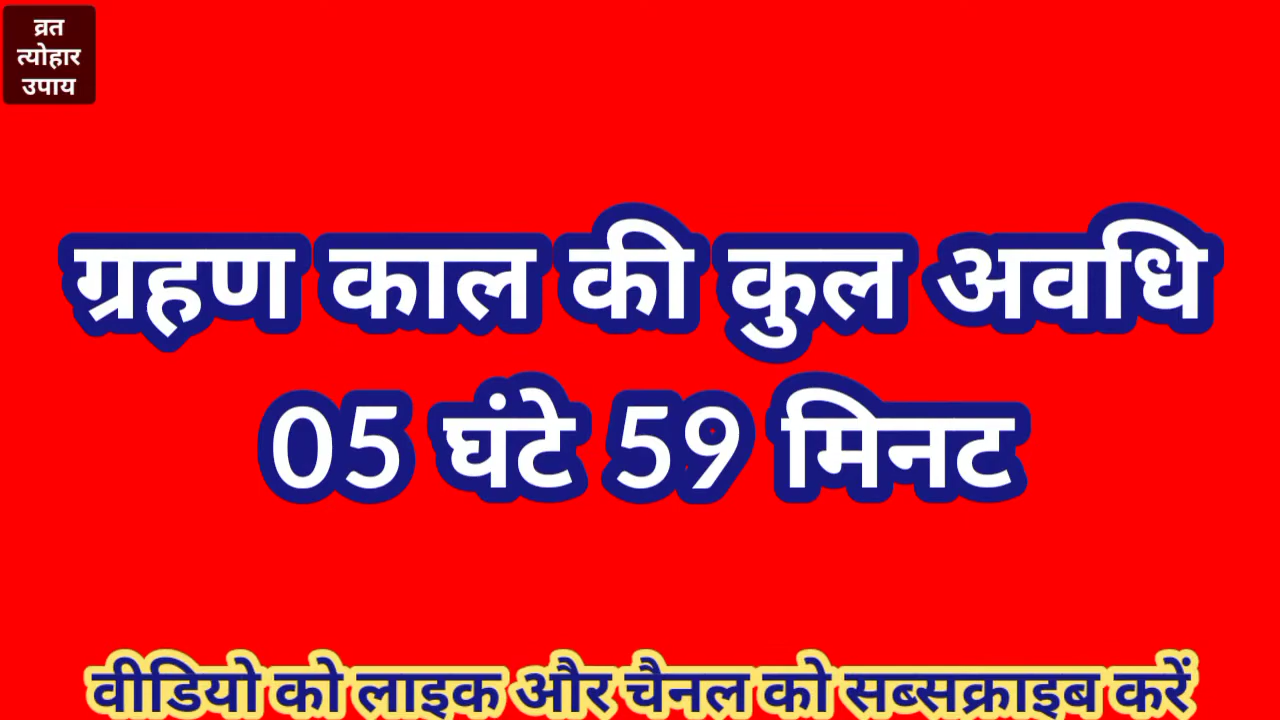 व्रत
त्योहार
उपाय
ग्रहण काल की कुल अवधि
05 घंटे 59 मिनट
वीडियो को लाइक और चैनल को सब्सक्राइब करें